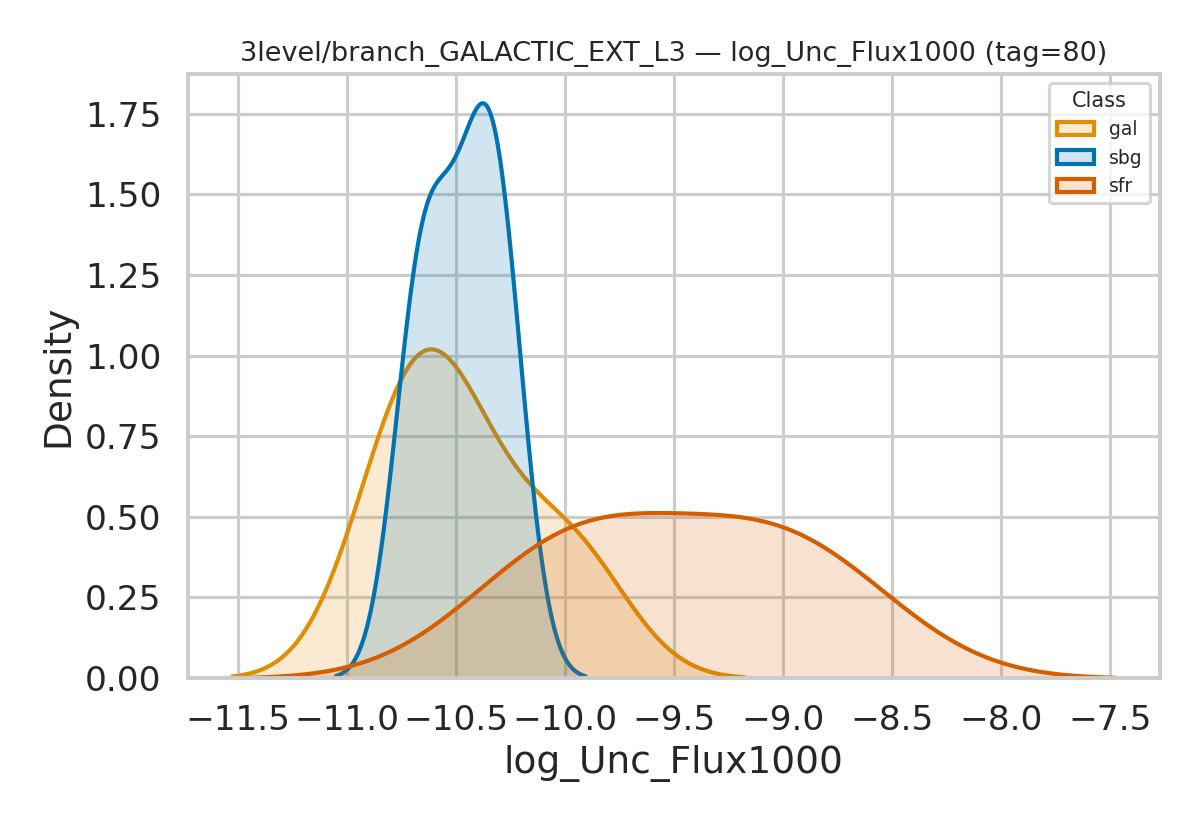 3level/branch_GALACTIC_EXT_L3 — log_Unc_Flux1000 (tag=80)
Class
gal
sbg
sfr
Density
1.75
1.50
1.25
1.00
0.75
0.50
0.25
0.00
−11.5 −11.0 −10.5 −10.0 −9.5 −9.0 −8.5 −8.0 −7.5
log_Unc_Flux1000